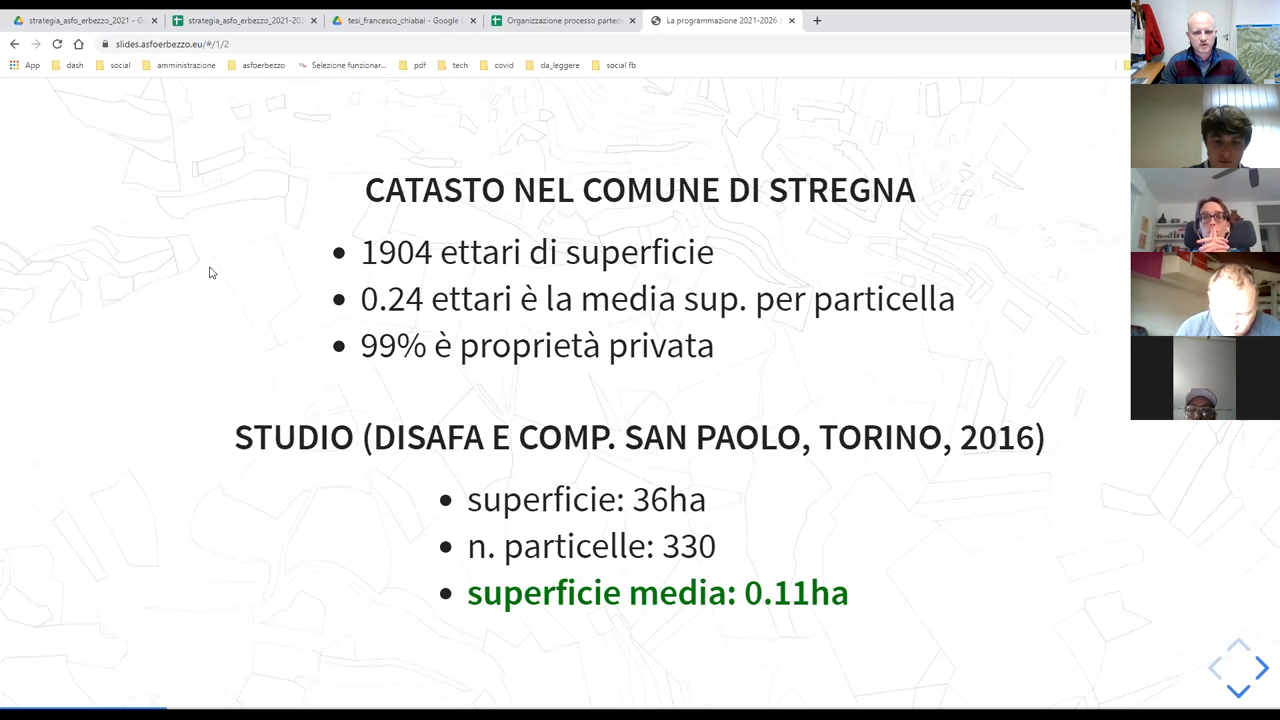 strategia_asfo_erbezzo_2021 - G
strategia_asfo_erbezzo_2021-202
tesi_francesco_chiabai - Google D
Organizzazione processo partec
La programmazione 2021-2026
slides.asfoerbezzo.eu/#/1/2
App dash social amministrazione asfoerbezzo Selezione funzionar... pdf tech covid da_leggere social fb
CATASTO NEL COMUNE DI STREGNA
• 1904 ettari di superficie
• 0.24 ettari è la media sup. per particella
• 99% è proprietà privata
STUDIO (DISAFA E COMP. SAN PAOLO, TORINO, 2016)
• superficie: 36ha
• n. particelle: 330
• superficie media: 0.11ha